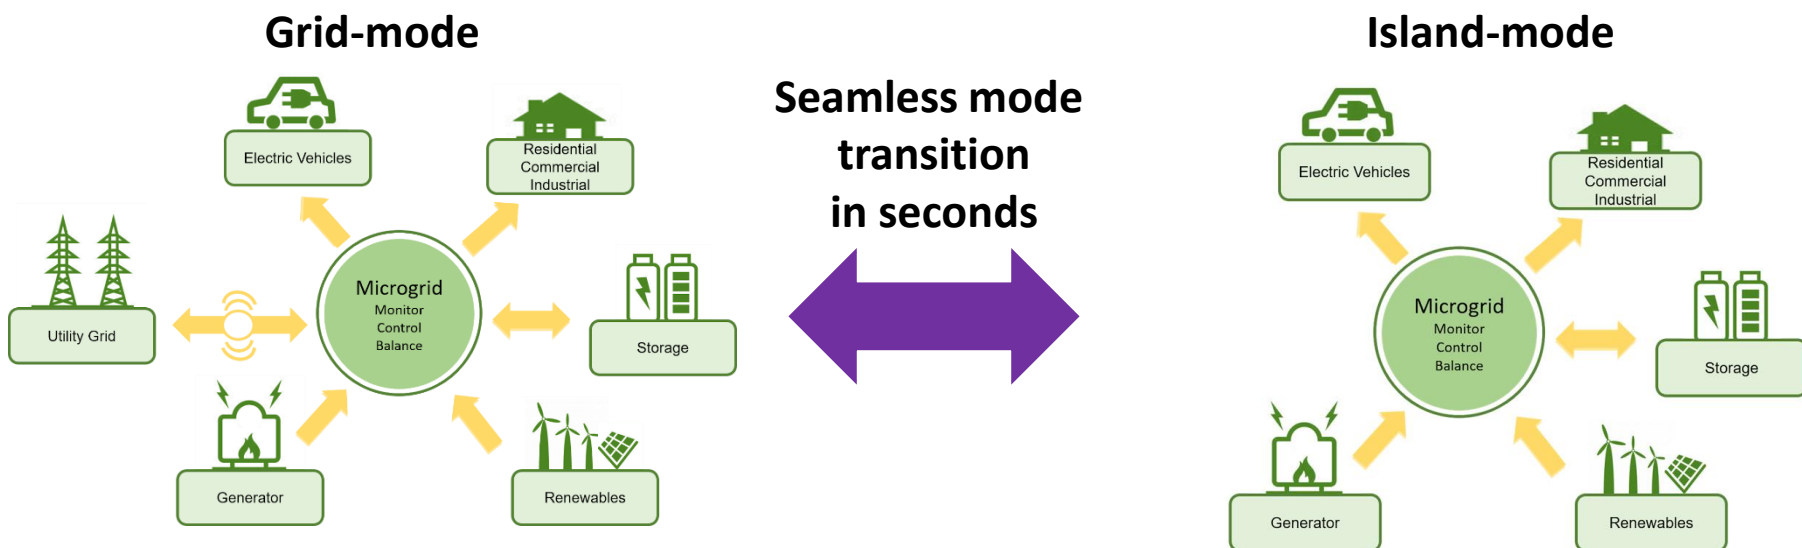 Grid-mode
Electric Vehicles
Residential
Commercial
Industrial
Utility Grid
Microgrid
Monitor
Control
Balance
Storage
Generator
Renewables
Seamless mode
transition
in seconds
Island-mode
Electric Vehicles
Residential
Commercial
Industrial
Microgrid
Monitor
Control
Balance
Storage
Generator
Renewables